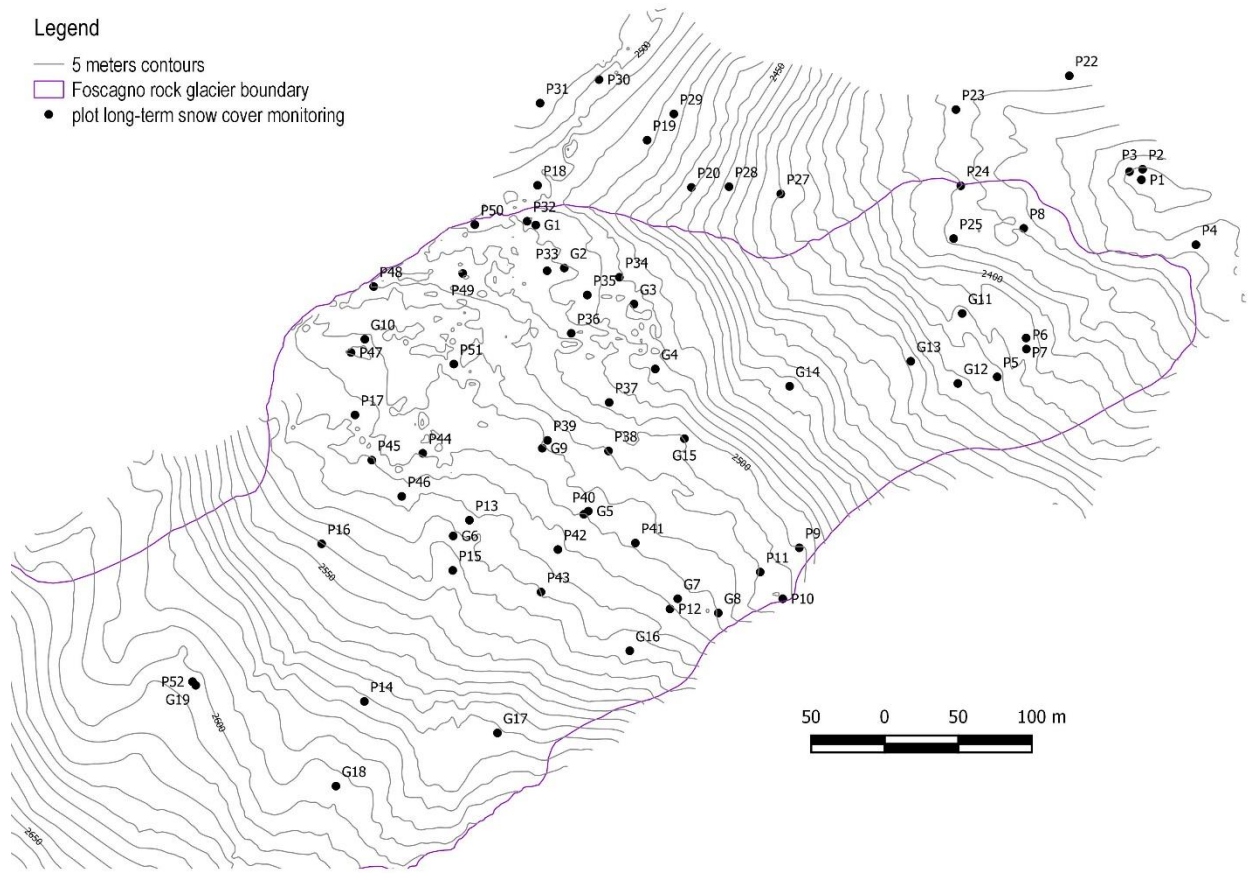 Legend
5 meters contours
Foscagno rock glacier boundary
plot long-term snow cover monitoring
2500
P30
P31
2450
P22
P29
P23
P19
P3 P2
P1
P18
P20 P28 P27
P24
P50 P32
G1
P8
P25
P4
P33 G2
P34
P48
P49
P35
G3
2400
G11
P36
G10
P47
P51
P6
P7
G4
G13
G12 P5
G14
P37
P17
P39
G9
P38
G15
P45 P44
2500
P46
P40
G5
P13
G6
P16
P42
P41
P9
2550
P15
P11
P43
G7
P12
G8
P10
G16
P52
G19
P14
2600
G17
50 0 50 100 m
G18
2650